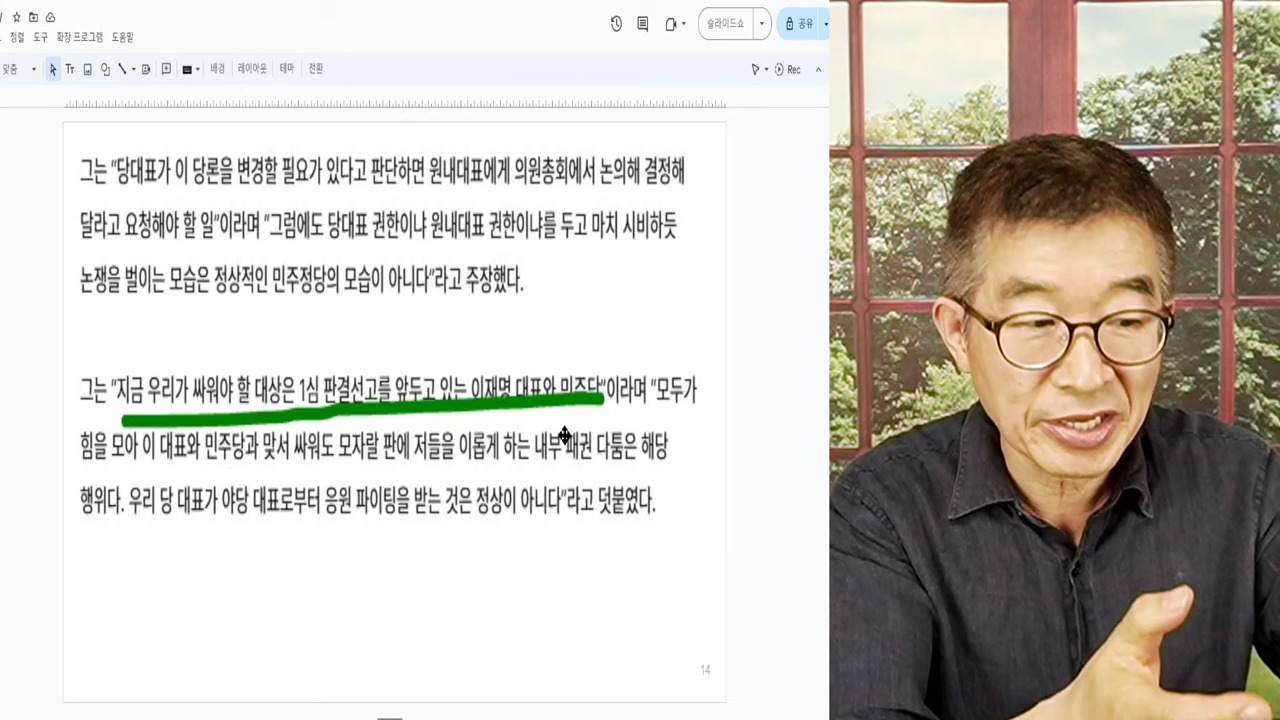 정렬 도구 확장 프로그램 도움말
슬라이드쇼
공유
맞춤
배경 레이아웃 테마 전환
Rec
그는 "당대표가 이 당론을 변경할 필요가 있다고 판단하면 원내대표에게 의원총회에서 논의해 결정해
달라고 요청해야 할 일"이라며 "그럼에도 당대표 권한이냐 원내대표 권한이냐를 두고 마치 시비하듯
논쟁을 벌이는 모습은 정상적인 민주정당의 모습이 아니다"라고 주장했다.
그는 "지금 우리가 싸워야 할 대상은 1심 판결선고를 앞두고 있는 이재명 대표와 민주당"이라며 "모두가
힘을 모아 이 대표와 민주당과 맞서 싸워도 모자랄 판에 저들을 이롭게 하는 내부 패권 다툼은 해당
행위다. 우리 당 대표가 야당 대표로부터 응원 파이팅을 받는 것은 정상이 아니다"라고 덧붙였다.
14